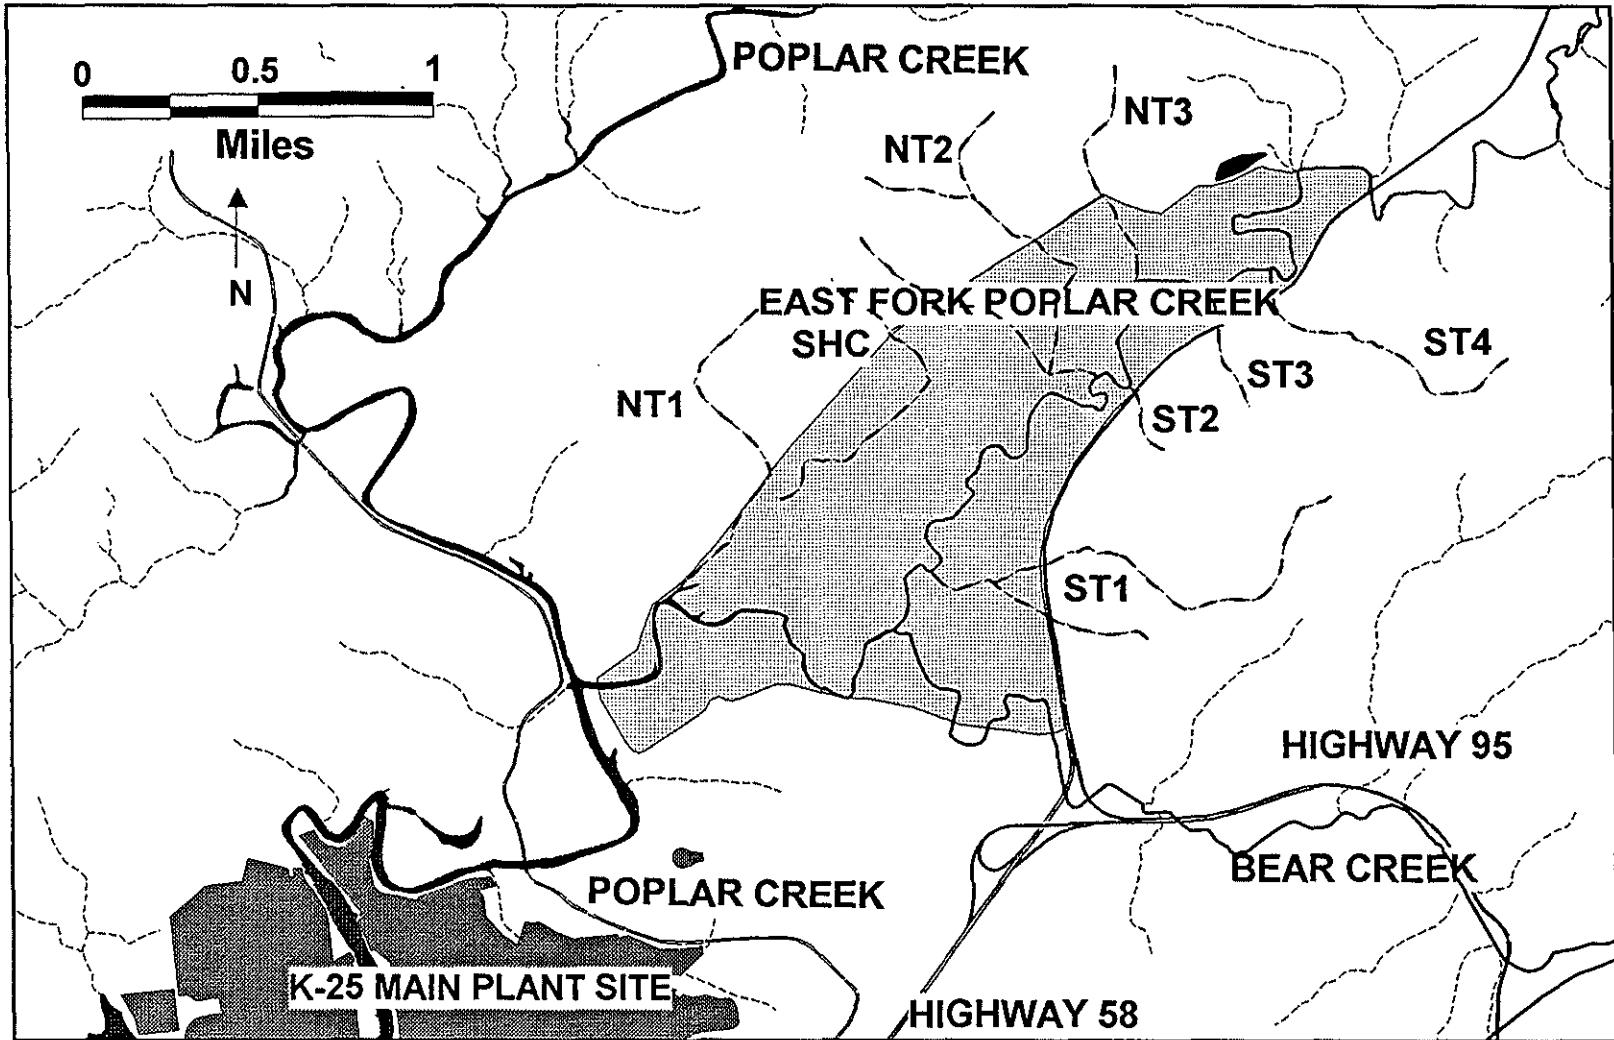 POPLAR CREEK
0 0.5 1
Miles
NT3
NT2
N
EAST FORK POPLAR CREEK
SHC
ST4
ST3
NT1
ST2
ST1
HIGHWAY 95
BEAR CREEK
POPLAR CREEK
K-25 MAIN PLANT SITE
HIGHWAY 58